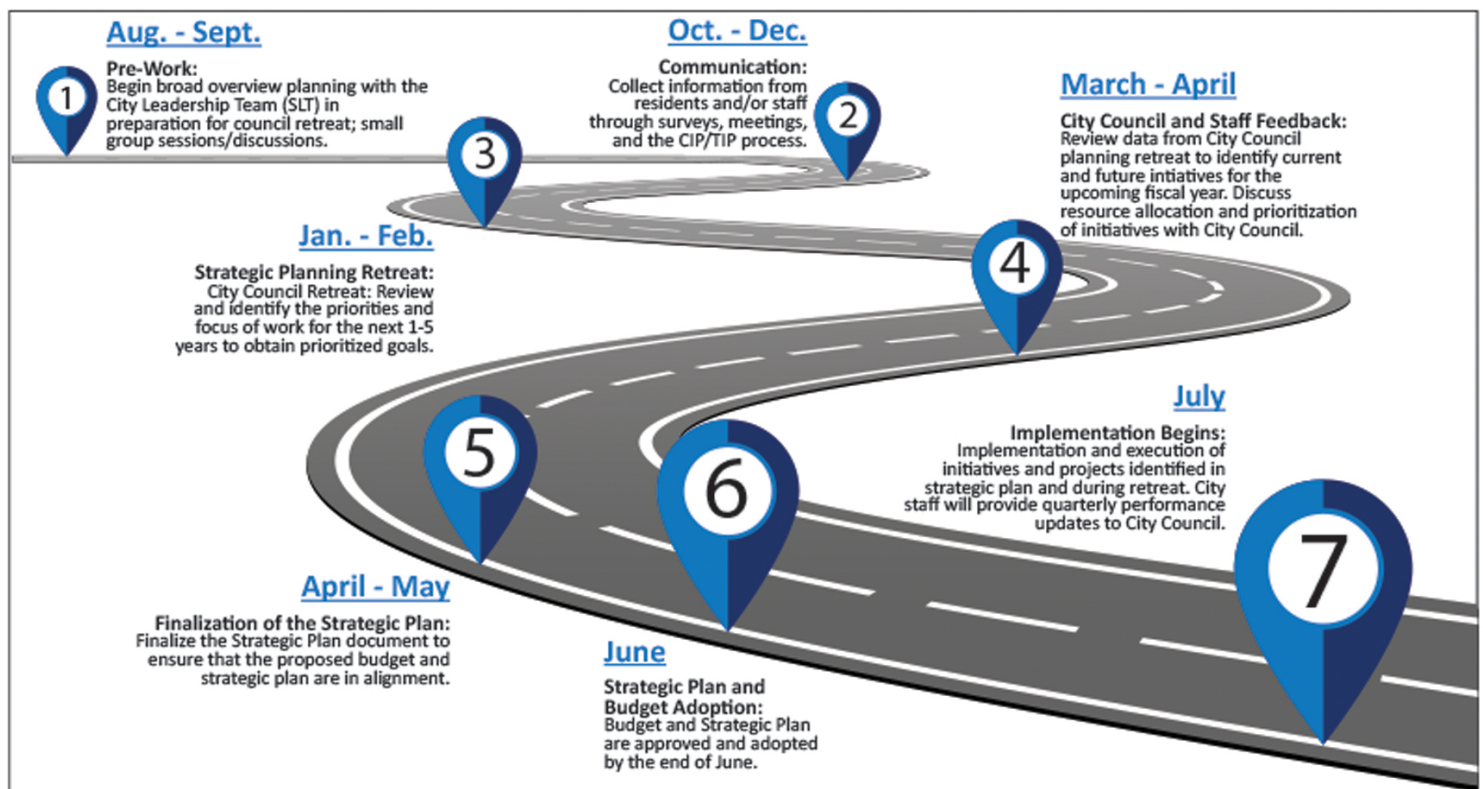 Aug. - Sept.
Pre-Work:
Begin broad overview planning with the
City Leadership Team (SLT) in
preparation for council retreat; small
group sessions/discussions.
1
Oct. - Dec.
Communication:
Collect information from
residents and/or staff
through surveys, meetings,
and the CIP/TIP process.
2
3
Jan. - Feb.
Strategic Planning Retreat:
City Council Retreat: Review
and identify the priorities and
focus of work for the next 1-5
years to obtain prioritized goals.
March - April
City Council and Staff Feedback:
Review data from City Council
planning retreat to identify current
and future intiatives for the
upcoming fiscal year. Discuss
resource allocation and prioritization
of initiatives with City Council.
4
5
April - May
Finalization of the Strategic Plan:
Finalize the Strategic Plan document to
ensure that the proposed budget and
strategic plan are in alignment.
6
June
Strategic Plan and
Budget Adoption:
Budget and Strategic Plan
are approved and adopted
by the end of June.
July
Implementation Begins:
Implementation and execution of
initiatives and projects identified in
strategic plan and during retreat. City
staff will provide quarterly performance
updates to City Council.
7